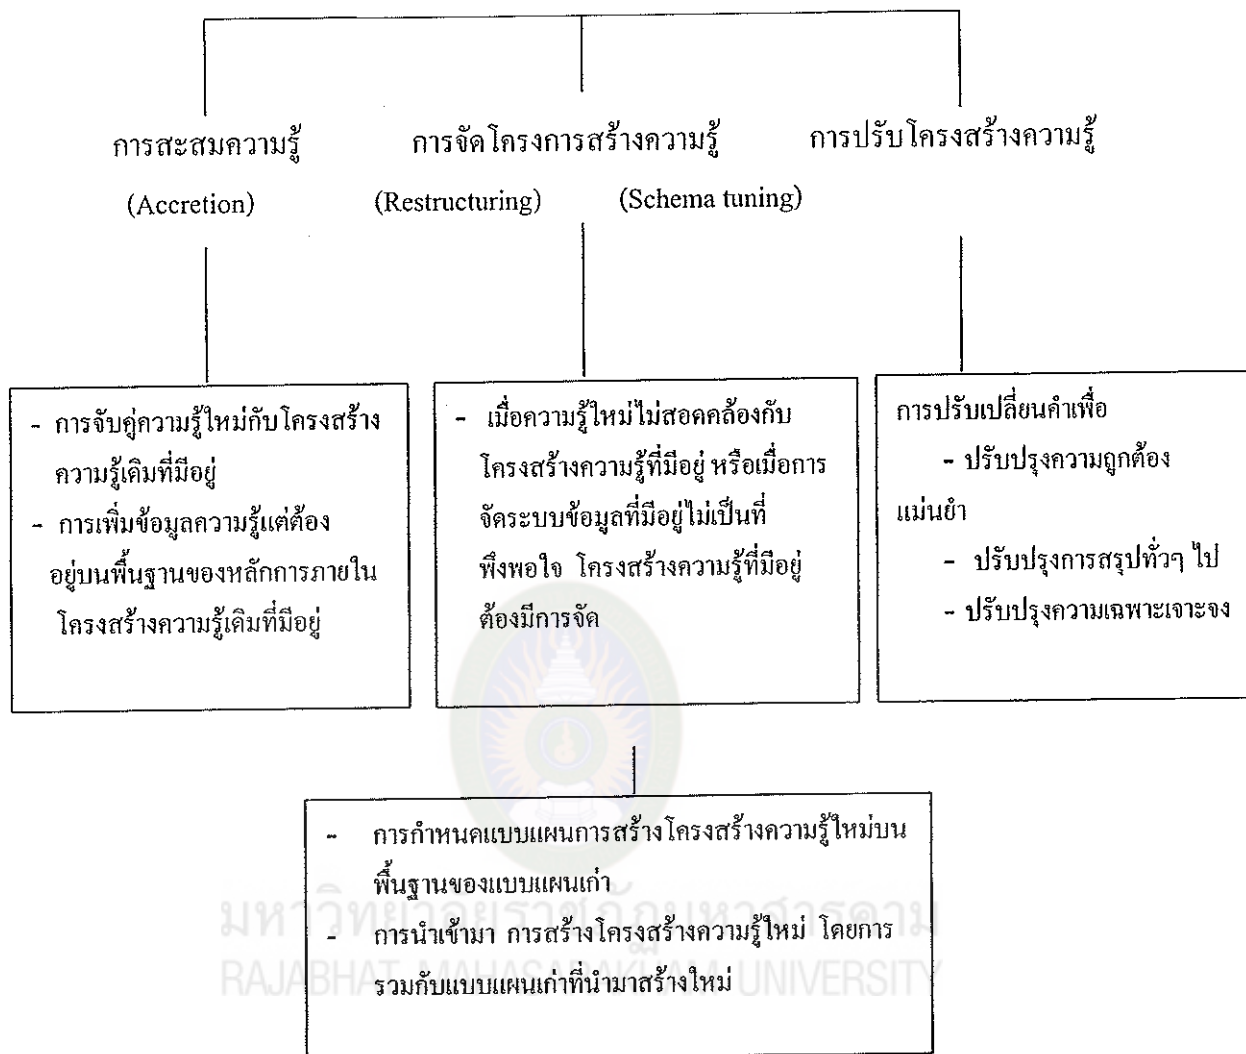 การสะสมความรู้ การจัดโครงการสร้างความรู้ การปรับโครงสร้างความรู้
(Accretion) (Restructuring) (Schema tuning)
- การจับคู่ความรู้ใหม่กับโครงสร้าง
ความรู้เดิมที่มีอยู่
- การเพิ่มข้อมูลความรู้แต่ต้อง
อยู่บนพื้นฐานของหลักการภายใน
โครงสร้างความรู้เดิมที่มีอยู่
- เมื่อความรู้ใหม่ไม่สอดคล้องกับ
โครงสร้างความรู้ที่มีอยู่ หรือเมื่อการ
จัดระบบข้อมูลที่มีอยู่ไม่เป็นที่
พึงพอใจ โครงสร้างความรู้ที่มีอยู่
ต้องมีการจัด
การปรับเปลี่ยนคำเพื่อ
- ปรับปรุงความถูกต้อง
แม่นยำ
- ปรับปรุงการสรุปทั่วๆ ไป
- ปรับปรุงความเฉพาะเจาะจง
- การกำหนดแบบแผนการสร้างโครงสร้างความรู้ใหม่บน
พื้นฐานของแบบแผนเก่า
- การนำเข้ามา การสร้างโครงสร้างความรู้ใหม่ โดยการ
รวมกับแบบแผนเก่าที่นำมาสร้างใหม่
มหาวิทยาลัยราชภัฏมหาสารคาม
RAJABHAT MAHASARAKHAM UNIVERSITY